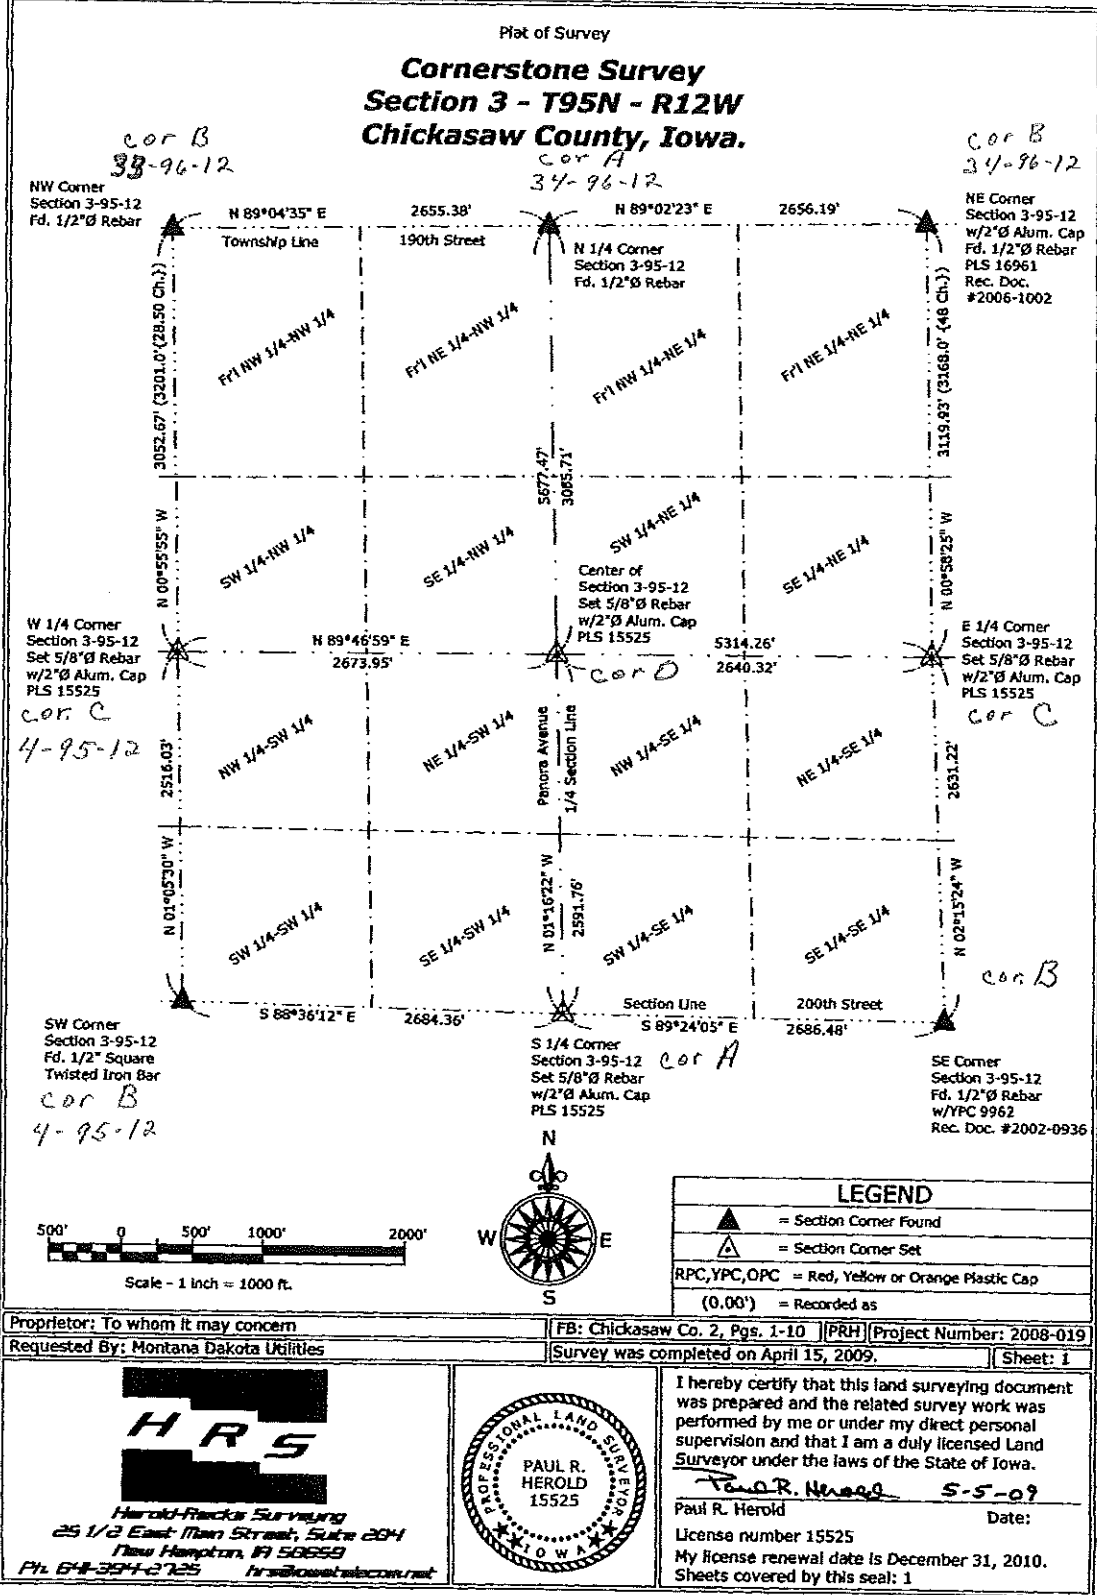 Plat of Survey
Cornerstone Survey
Section 3 - T95N - R12W
Chickasaw County, Iowa.
cor B
33-96-12
cor A
34-96-12
cor B
34-96-12
NW Corner
Section 3-95-12
Fd. 1/2"Ø Rebar
N 89°04'35" E
2655.38'
N 89°02'23" E
2656.19'
Township Line
190th Street
NE Corner
Section 3-95-12
w/2"Ø Alum. Cap
Fd. 1/2"Ø Rebar
PLS 16961
Rec. Doc.
#2006-1002
N 1/4 Corner
Section 3-95-12
Fd. 1/2"Ø Rebar
3052.67' (3201.0'{28.50 Ch.})
Fr'l NW 1/4-NW 1/4
Fr'l NE 1/4-NW 1/4
Fr'l NW 1/4-NE 1/4
Fr'l NE 1/4-NE 1/4
3119.93' (3168.0' {48 Ch.})
5677.47'
3085.71'
N 00°55'55" W
SW 1/4-NW 1/4
SE 1/4-NW 1/4
SW 1/4-NE 1/4
SE 1/4-NE 1/4
N 00°58'25" W
Center of
Section 3-95-12
Set 5/8"Ø Rebar
w/2"Ø Alum. Cap
PLS 15525
cor D
W 1/4 Corner
Section 3-95-12
Set 5/8"Ø Rebar
w/2"Ø Alum. Cap
PLS 15525
cor. C
4-95-12
N 89°46'59" E
2673.95'
5314.26'
2640.32'
E 1/4 Corner
Section 3-95-12
Set 5/8"Ø Rebar
w/2"Ø Alum. Cap
PLS 15525
cor C
2516.03'
NW 1/4-SW 1/4
NE 1/4-SW 1/4
Panora Avenue
1/4 Section Line
NW 1/4-SE 1/4
NE 1/4-SE 1/4
2631.22'
N 01°05'30" W
SW 1/4-SW 1/4
SE 1/4-SW 1/4
N 01°16'22" W
2591.76'
SW 1/4-SE 1/4
SE 1/4-SE 1/4
N 02°15'24" W
cor. B
S 88°36'12" E
2684.36'
Section Line
200th Street
S 89°24'05" E
2686.48'
SW Corner
Section 3-95-12
Fd. 1/2" Square
Twisted Iron Bar
cor B
4-95-12
S 1/4 Corner
Section 3-95-12
Set 5/8"Ø Rebar
w/2"Ø Alum. Cap
PLS 15525
cor A
SE Corner
Section 3-95-12
Fd. 1/2"Ø Rebar
w/YPC 9962
Rec. Doc. #2002-0936
N
W
E
S
500' 0 500' 1000' 2000'
Scale - 1 inch = 1000 ft.
LEGEND
= Section Corner Found
= Section Corner Set
RPC,YPC,OPC = Red, Yellow or Orange Plastic Cap
(0.00') = Recorded as
Proprietor: To whom it may concern
FB: Chickasaw Co. 2, Pgs. 1-10
PRH
Project Number: 2008-019
Requested By: Montana Dakota Utilities
Survey was completed on April 15, 2009.
Sheet: 1
HRS
Herold-Reicks Surveying
25 1/2 East Main Street, Suite 204
New Hampton, IA 50659
Ph. 641-394-2725
PROFESSIONAL LAND SURVEYOR
PAUL R.
HEROLD
15525
IOWA
I hereby certify that this land surveying document
was prepared and the related survey work was
performed by me or under my direct personal
supervision and that I am a duly licensed Land
Surveyor under the laws of the State of Iowa.
Paul R. Herold 5-5-09
Paul R. Herold Date:
License number 15525
My license renewal date is December 31, 2010.
Sheets covered by this seal: 1